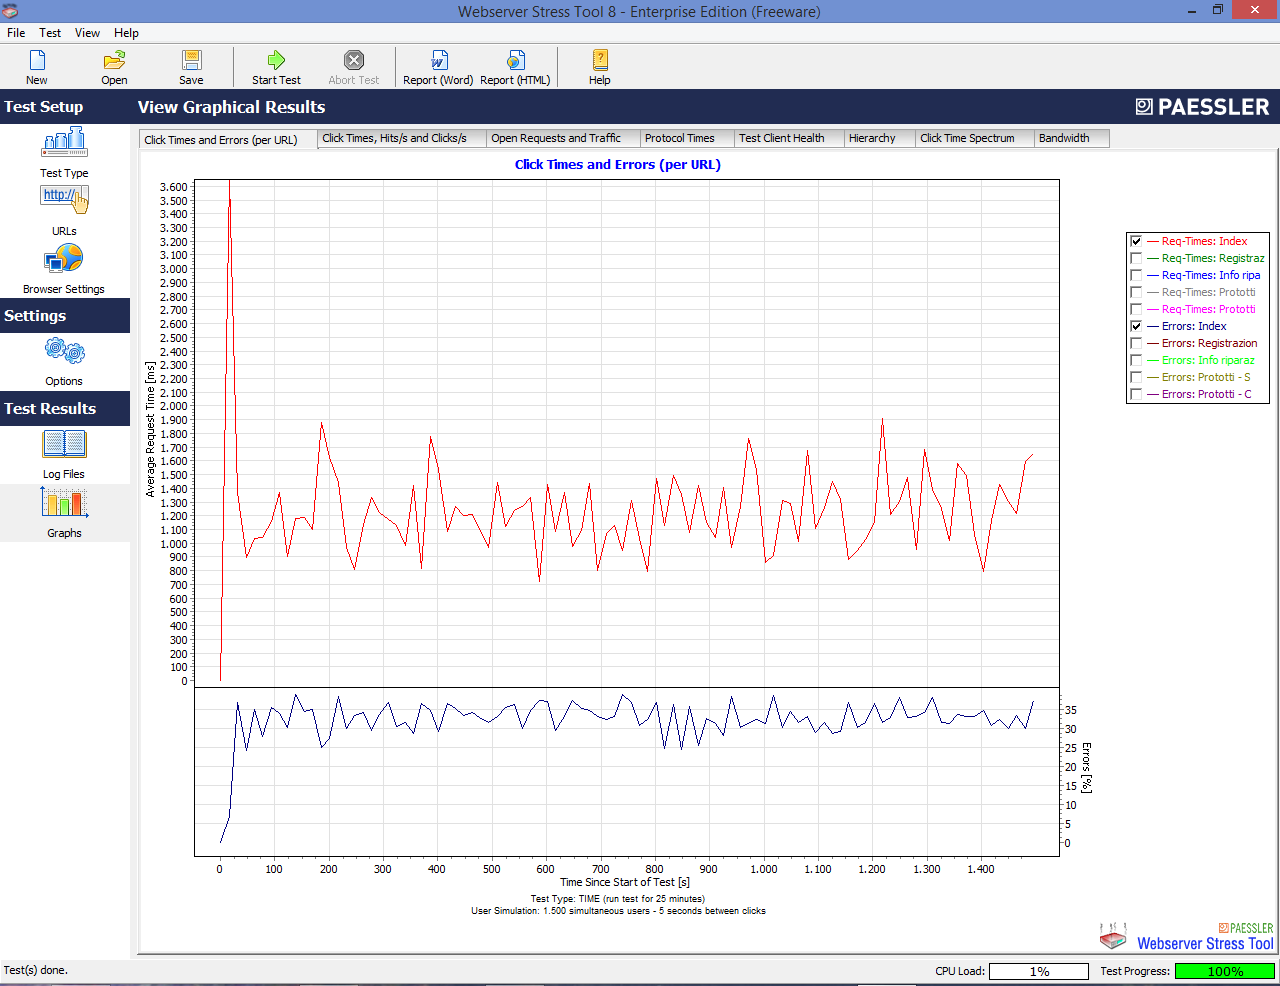 Webserver Stress Tool 8 - Enterprise Edition (Freeware)
File Test View Help
New Open Save Start Test Abort Test Report (Word) Report (HTML) Help
Test Setup
View Graphical Results
PAESSLER
Click Times and Errors (per URL) Click Times, Hits/s and Clicks/s Open Requests and Traffic Protocol Times Test Client Health Hierarchy Click Time Spectrum Bandwidth
Test Type
http://
URLs
Browser Settings
Settings
Options
Test Results
Log Files
Graphs
Click Times and Errors (per URL)
3.600
3.500
3.400
3.300
3.200
3.100
3.000
2.900
2.800
2.700
2.600
2.500
2.400
2.300
2.200
2.100
2.000
1.900
1.800
1.700
1.600
1.500
1.400
1.300
1.200
1.100
1.000
900
800
700
600
500
400
300
200
100
0
Average Request Time [ms]
35
30
25
20
15
10
5
0
Errors [%]
0 100 200 300 400 500 600 700 800 900 1.000 1.100 1.200 1.300 1.400
Time Since Start of Test [s]
Test Type: TIME (run test for 25 minutes)
User Simulation: 1.500 simultaneous users - 5 seconds between clicks
Req-Times: Index
Req-Times: Registraz
Req-Times: Info ripa
Req-Times: Prototti
Req-Times: Prototti
Errors: Index
Errors: Registrazion
Errors: Info riparaz
Errors: Prototti - S
Errors: Prototti - C
PAESSLER
Webserver Stress Tool
Test(s) done.
CPU Load: 1% Test Progress: 100%